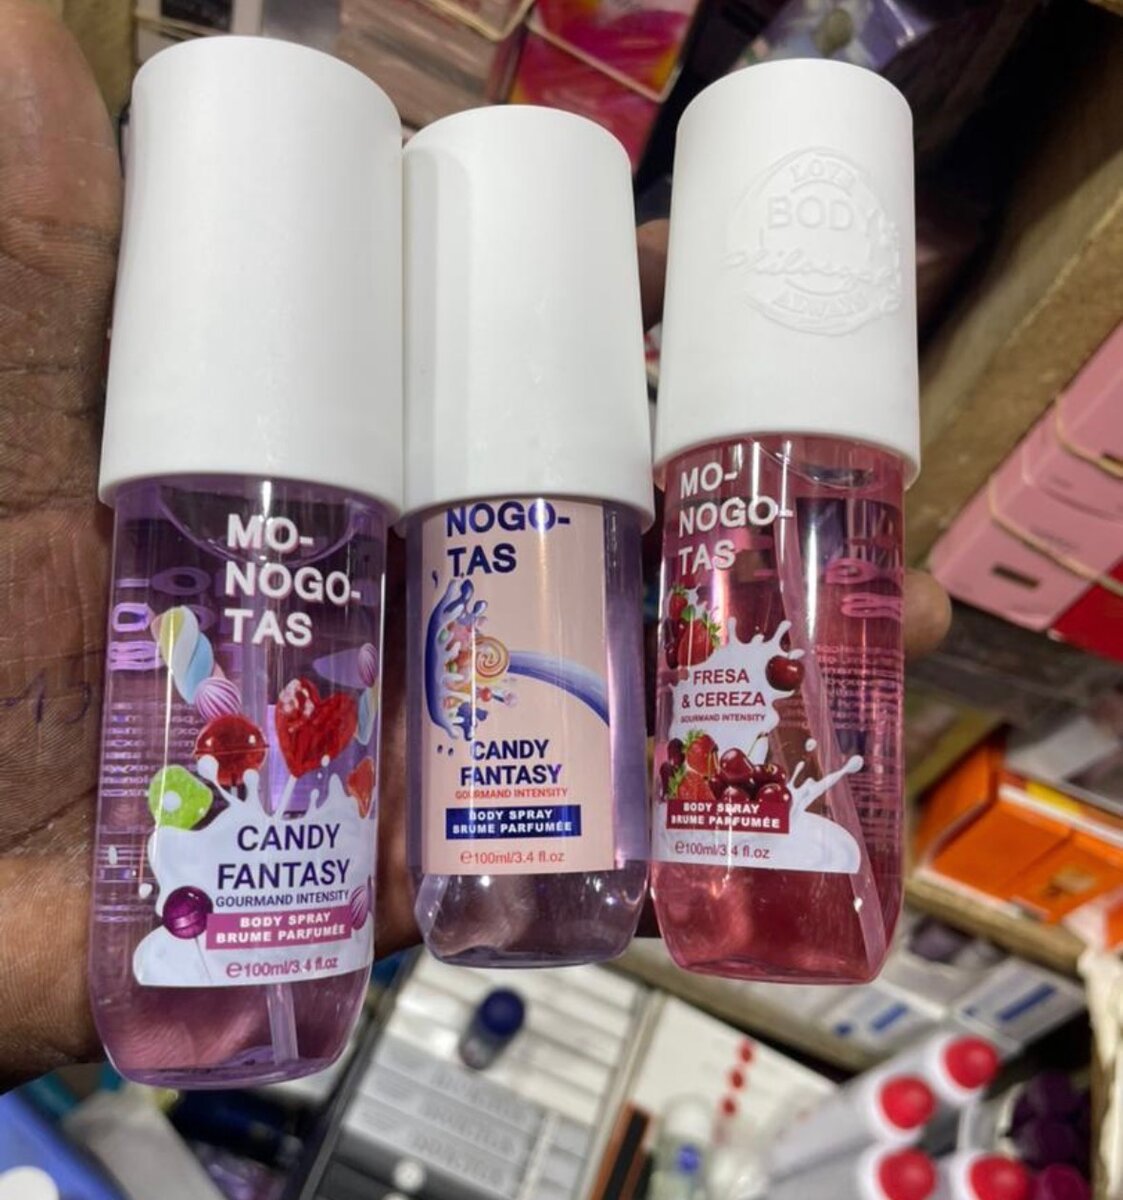 MO-
NOGO-
TAS
CANDY
FANTASY
GOURMAND INTENSITY
BODY SPRAY
BRUME PARFUMÉE
℮100ml/3.4 fl.oz
NOGO-
TAS
CANDY
FANTASY
GOURMAND INTENSITY
BODY SPRAY
BRUME PARFUMÉE
℮100ml/3.4 fl.oz
LOVE
BODY
MO-
NOGO-
TAS
FRESA
& CEREZA
GOURMAND INTENSITY
BODY SPRAY
BRUME PARFUMÉE
℮100ml/3.4 fl.oz